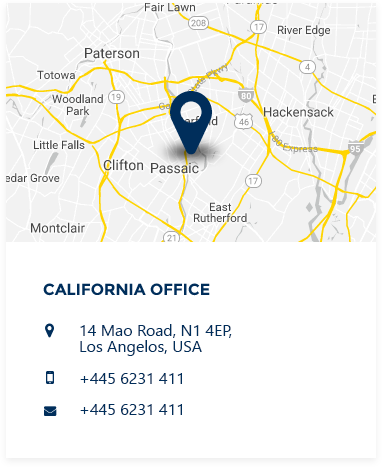 Fair Lawn
208
17
River Edge
Paterson
4
Totowa
Woodland
Park
19
80
Hackensack
46
Little Falls
I-80 Express
95
Clifton
Passaic
edar Grove
17
East
Rutherford
Montclair
21
CALIFORNIA OFFICE
14 Mao Road, N1 4EP,
Los Angelos, USA
+445 6231 411
+445 6231 411